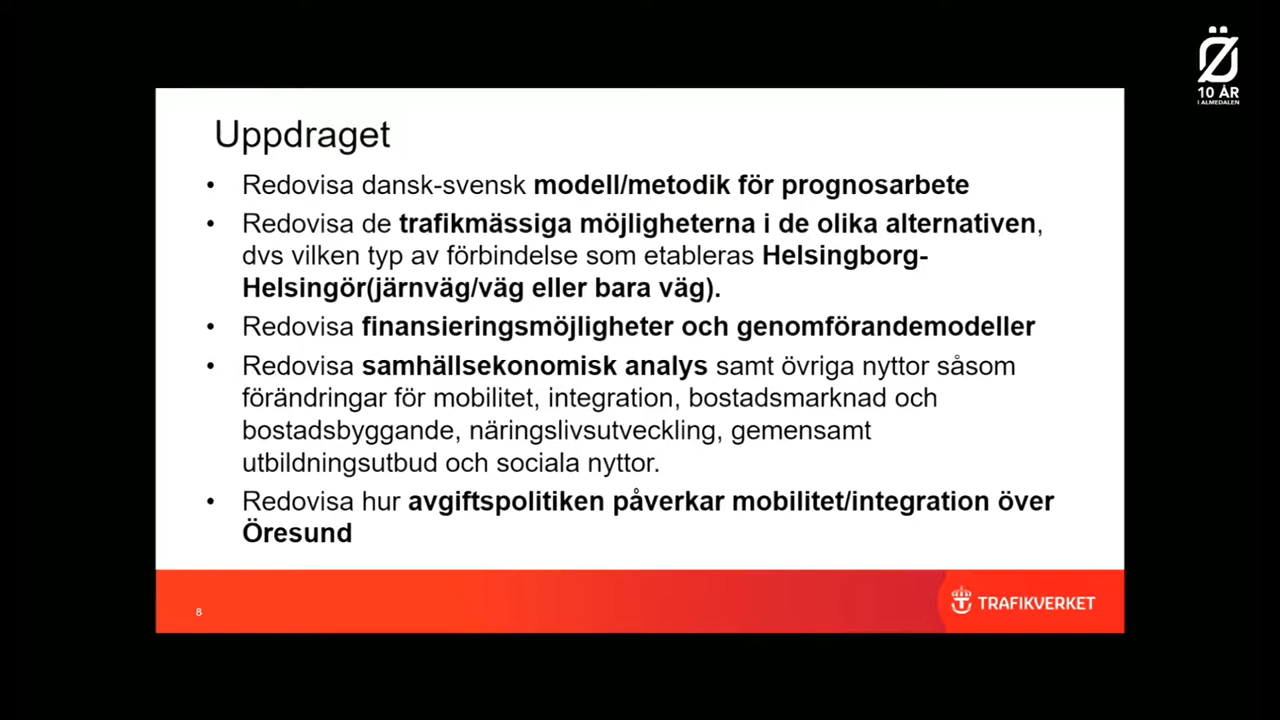 Ö
10 ÅR
I ALMEDALEN
Uppdraget
• Redovisa dansk-svensk modell/metodik för prognosarbete
• Redovisa de trafikmässiga möjligheterna i de olika alternativen,
dvs vilken typ av förbindelse som etableras Helsingborg-
Helsingör(järnväg/väg eller bara väg).
• Redovisa finansieringsmöjligheter och genomförandemodeller
• Redovisa samhällsekonomisk analys samt övriga nyttor såsom
förändringar för mobilitet, integration, bostadsmarknad och
bostadsbyggande, näringslivsutveckling, gemensamt
utbildningsutbud och sociala nyttor.
• Redovisa hur avgiftspolitiken påverkar mobilitet/integration över
Öresund
8
TRAFIKVERKET